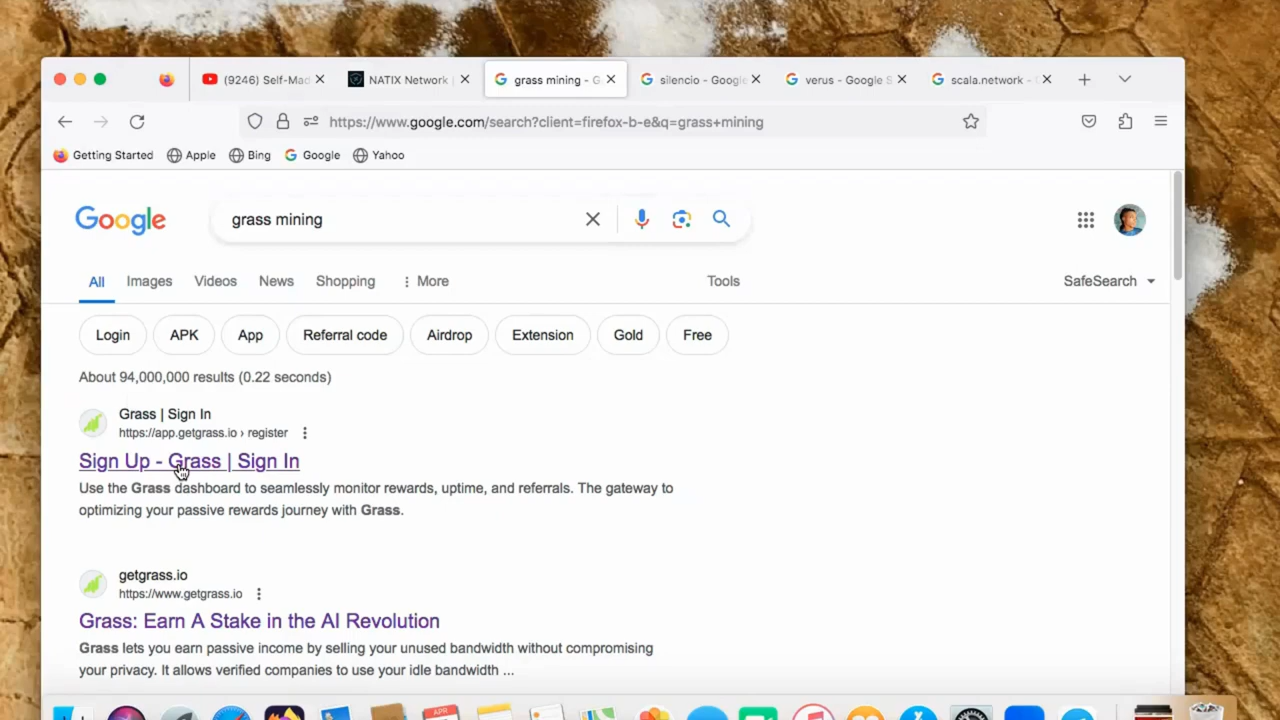 (9246) Self-Mad
NATIX Network |
grass mining - G
silencio - Google
verus - Google S
scala.network -
https://www.google.com/search?client=firefox-b-e&q=grass+mining
Getting Started
Apple
Bing
Google
Yahoo
Google
grass mining
All
Images
Videos
News
Shopping
More
Tools
SafeSearch
Login
APK
App
Referral code
Airdrop
Extension
Gold
Free
About 94,000,000 results (0.22 seconds)
Grass | Sign In
https://app.getgrass.io › register
Sign Up - Grass | Sign In
Use the Grass dashboard to seamlessly monitor rewards, uptime, and referrals. The gateway to
optimizing your passive rewards journey with Grass.
getgrass.io
https://www.getgrass.io
Grass: Earn A Stake in the AI Revolution
Grass lets you earn passive income by selling your unused bandwidth without compromising
your privacy. It allows verified companies to use your idle bandwidth ...
APR